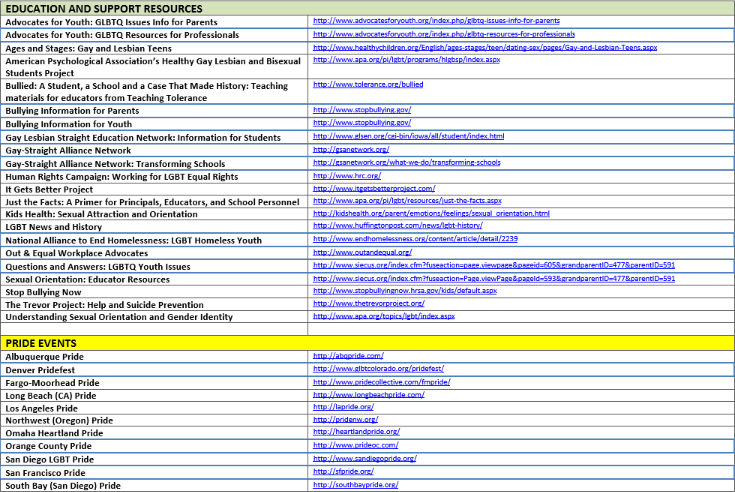 EDUCATION AND SUPPORT RESOURCES
Advocates for Youth: GLBTQ Issues Info for Parents http://www.advocatesforyouth.org/index.php/glbtq-issues-info-for-parents
Advocates for Youth: GLBTQ Resources for Professionals http://www.advocatesforyouth.org/index.php/glbtq-resources-for-professionals
Ages and Stages: Gay and Lesbian Teens http://www.healthychildren.org/English/ages-stages/teen/dating-sex/pages/Gay-and-Lesbian-Teens.aspx
American Psychological Association's Healthy Gay Lesbian and Bisexual http://www.apa.org/pi/lgbt/programs/hlgbsp/index.aspx
Students Project
Bullied: A Student, a School and a Case That Made History: Teaching http://www.tolerance.org/bullied
materials for educators from Teaching Tolerance
Bullying Information for Parents http://www.stopbullying.gov/
Bullying Information for Youth http://www.stopbullying.gov/
Gay Lesbian Straight Education Network: Information for Students http://www.glsen.org/cgi-bin/iowa/all/student/index.html
Gay-Straight Alliance Network http://gsanetwork.org/
Gay-Straight Alliance Network: Transforming Schools http://gsanetwork.org/what-we-do/transforming-schools
Human Rights Campaign: Working for LGBT Equal Rights http://www.hrc.org/
It Gets Better Project http://www.itgetsbetterproject.com/
Just the Facts: A Primer for Principals, Educators, and School Personnel http://www.apa.org/pi/lgbt/resources/just-the-facts.aspx
Kids Health: Sexual Attraction and Orientation http://kidshealth.org/parent/emotions/feelings/sexual_orientation.html
LGBT News and History http://www.huffingtonpost.com/news/lgbt-history/
National Alliance to End Homelessness: LGBT Homeless Youth http://www.endhomelessness.org/content/article/detail/2239
Out & Equal Workplace Advocates http://www.outandequal.org/
Questions and Answers: LGBTQ Youth Issues http://www.siecus.org/index.cfm?fuseaction=page.viewpage&pageid=605&grandparentID=477&parentID=591
Sexual Orientation: Educator Resources http://www.siecus.org/index.cfm?fuseaction=Page.ViewPage&PageId=593&grandparentID=477&parentID=591
Stop Bullying Now http://www.stopbullyingnow.hrsa.gov/kids/default.aspx
The Trevor Project: Help and Suicide Prevention http://www.thetrevorproject.org/
Understanding Sexual Orientation and Gender Identity http://www.apa.org/topics/lgbt/index.aspx
PRIDE EVENTS
Albuquerque Pride http://abqpride.com/
Denver Pridefest http://www.glbtcolorado.org/pridefest/
Fargo-Moorhead Pride http://www.pridecollective.com/fmpride/
Long Beach (CA) Pride http://www.longbeachpride.com/
Los Angeles Pride http://lapride.org/
Northwest (Oregon) Pride http://pridenw.org/
Omaha Heartland Pride http://heartlandpride.org/
Orange County Pride http://www.prideoc.com/
San Diego LGBT Pride http://www.sandiegopride.org/
San Francisco Pride http://sfpride.org/
South Bay (San Diego) Pride http://southbaypride.org/